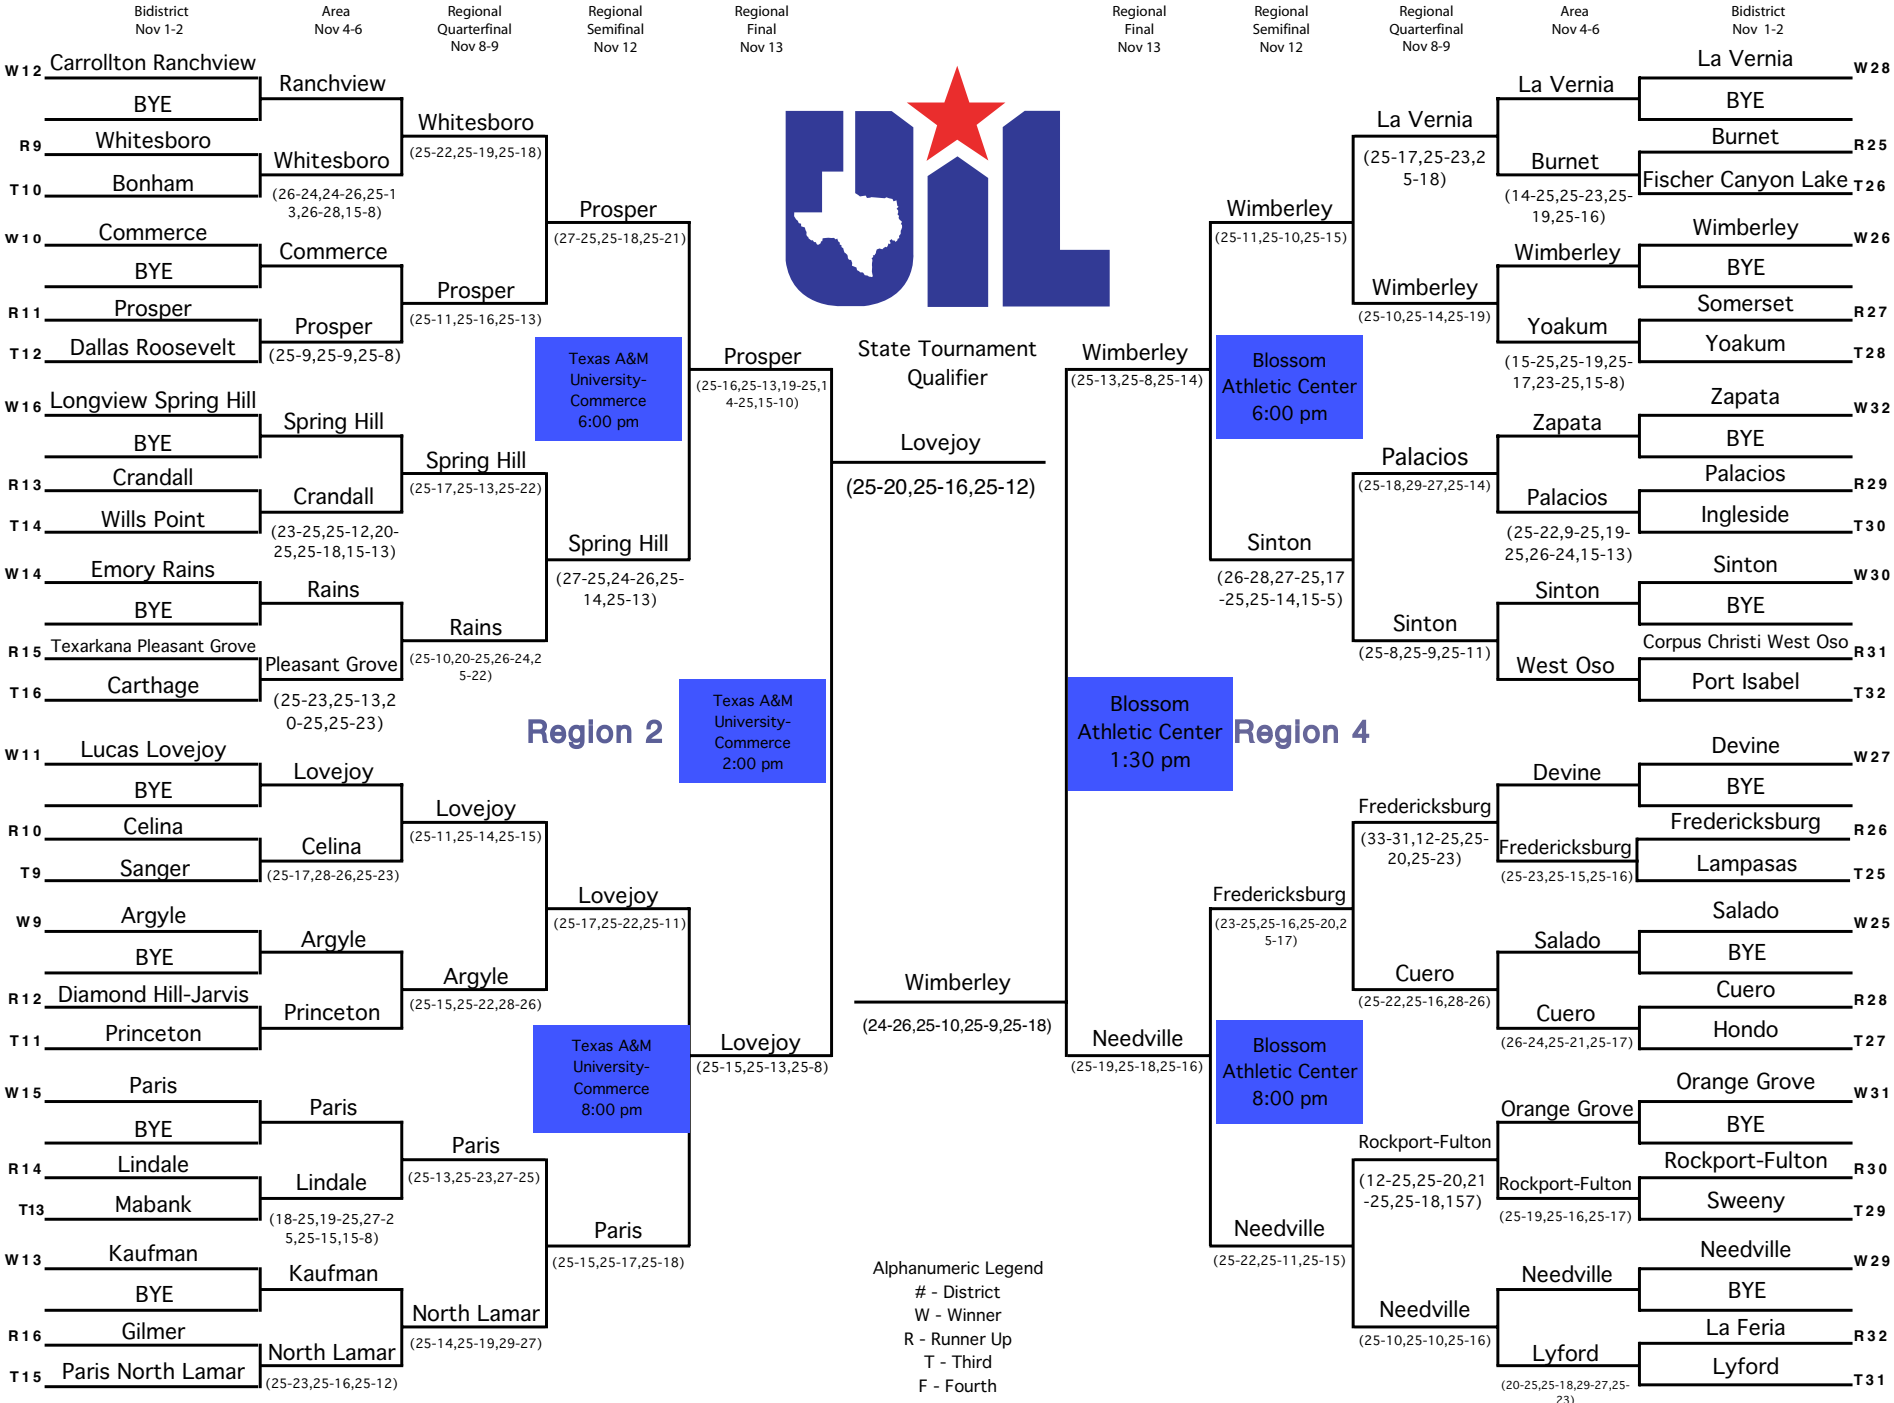 Bidistrict
Nov 1-2
Area
Nov 4-6
Regional
Quarterfinal
Nov 8-9
Regional
Semifinal
Nov 12
Regional
Final
Nov 13
Regional
Final
Nov 13
Regional
Semifinal
Nov 12
Regional
Quarterfinal
Nov 8-9
Area
Nov 4-6
Bidistrict
Nov 1-2
W12 Carrollton Ranchview
BYE
R9 Whitesboro
T10 Bonham
W10 Commerce
BYE
R11 Prosper
T12 Dallas Roosevelt
W16 Longview Spring Hill
BYE
R13 Crandall
T14 Wills Point
W14 Emory Rains
BYE
R15 Texarkana Pleasant Grove
T16 Carthage
W11 Lucas Lovejoy
BYE
R10 Celina
T9 Sanger
W9 Argyle
BYE
R12 Diamond Hill-Jarvis
T11 Princeton
W15 Paris
BYE
R14 Lindale
T13 Mabank
W13 Kaufman
BYE
R16 Gilmer
T15 Paris North Lamar
Ranchview
Whitesboro
(26-24,24-26,25-1
3,26-28,15-8)
Commerce
Prosper
(25-9,25-9,25-8)
Spring Hill
Crandall
(23-25,25-12,20-
25,25-18,15-13)
Rains
Pleasant Grove
(25-23,25-13,2
0-25,25-23)
Lovejoy
Celina
(25-17,28-26,25-23)
Argyle
Princeton
Paris
Lindale
(18-25,19-25,27-2
5,25-15,15-8)
Kaufman
North Lamar
(25-23,25-16,25-12)
Whitesboro
(25-22,25-19,25-18)
Prosper
(25-11,25-16,25-13)
Spring Hill
(25-17,25-13,25-22)
Rains
(25-10,20-25,26-24,2
5-22)
Lovejoy
(25-11,25-14,25-15)
Argyle
(25-15,25-22,28-26)
Paris
(25-13,25-23,27-25)
North Lamar
(25-14,25-19,29-27)
Prosper
(27-25,25-18,25-21)
Texas A&M
University-
Commerce
6:00 pm
Spring Hill
(27-25,24-26,25-
14,25-13)
Region 2
Lovejoy
(25-17,25-22,25-11)
Texas A&M
University-
Commerce
8:00 pm
Paris
(25-15,25-17,25-18)
Prosper
(25-16,25-13,19-25,1
4-25,15-10)
Texas A&M
University-
Commerce
2:00 pm
Lovejoy
(25-15,25-13,25-8)
UIL
State Tournament
Qualifier
Lovejoy
(25-20,25-16,25-12)
Wimberley
(24-26,25-10,25-9,25-18)
Alphanumeric Legend
# - District
W - Winner
R - Runner Up
T - Third
F - Fourth
Wimberley
(25-13,25-8,25-14)
Blossom
Athletic Center
1:30 pm
Needville
(25-19,25-18,25-16)
Wimberley
(25-11,25-10,25-15)
Blossom
Athletic Center
6:00 pm
Sinton
(26-28,27-25,17
-25,25-14,15-5)
Region 4
Fredericksburg
(23-25,25-16,25-20,2
5-17)
Blossom
Athletic Center
8:00 pm
Needville
(25-22,25-11,25-15)
La Vernia
(25-17,25-23,2
5-18)
Wimberley
(25-10,25-14,25-19)
Palacios
(25-18,29-27,25-14)
Sinton
(25-8,25-9,25-11)
Fredericksburg
(33-31,12-25,25-
20,25-23)
Cuero
(25-22,25-16,28-26)
Rockport-Fulton
(12-25,25-20,21
-25,25-18,157)
Needville
(25-10,25-10,25-16)
La Vernia
Burnet
(14-25,25-23,25-
19,25-16)
Wimberley
Yoakum
(15-25,25-19,25-
17,23-25,15-8)
Zapata
Palacios
(25-22,9-25,19-
25,26-24,15-13)
Sinton
West Oso
Devine
Fredericksburg
(25-23,25-15,25-16)
Salado
Cuero
(26-24,25-21,25-17)
Orange Grove
Rockport-Fulton
(25-19,25-16,25-17)
Needville
Lyford
(20-25,25-18,29-27,25-
23)
La Vernia W28
BYE
Burnet R25
Fischer Canyon Lake T26
Wimberley W26
BYE
Somerset R27
Yoakum T28
Zapata W32
BYE
Palacios R29
Ingleside T30
Sinton W30
BYE
Corpus Christi West Oso R31
Port Isabel T32
Devine W27
BYE
Fredericksburg R26
Lampasas T25
Salado W25
BYE
Cuero R28
Hondo T27
Orange Grove W31
BYE
Rockport-Fulton R30
Sweeny T29
Needville W29
BYE
La Feria R32
Lyford T31